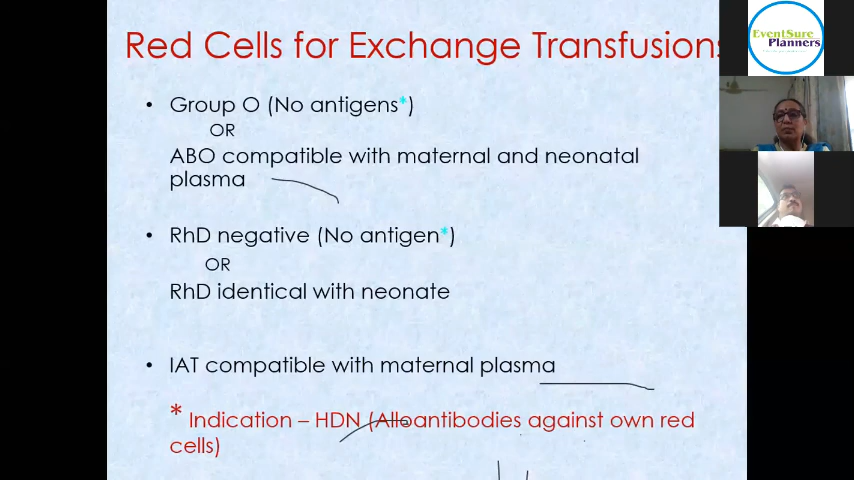 Red Cells for Exchange Transfusions
• Group O (No antigens*)
OR
ABO compatible with maternal and neonatal
plasma
• RhD negative (No antigen*)
OR
RhD identical with neonate
• IAT compatible with maternal plasma
* Indication – HDN (Alloantibodies against own red
cells)
EventSure
Planners